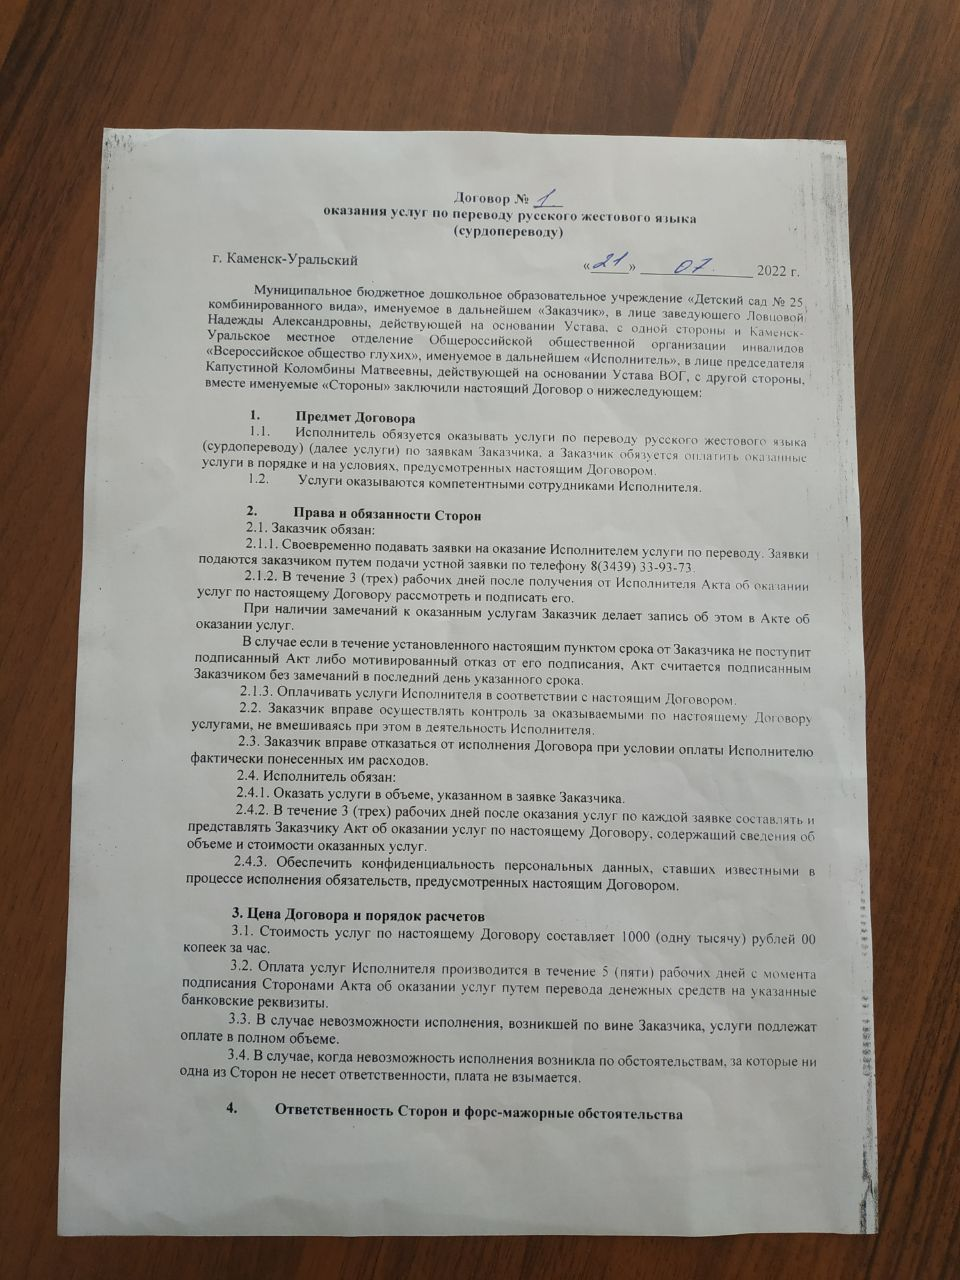 Договор № 1
оказания услуг по переводу русского жестового языка
(сурдопереводу)
г. Каменск-Уральский «21» 07. 2022 г.
Муниципальное бюджетное дошкольное образовательное учреждение «Детский сад № 25
комбинированного вида», именуемое в дальнейшем «Заказчик», в лице заведующего Ловцовой
Надежды Александровны, действующей на основании Устава, с одной стороны и Каменск-
Уральское местное отделение Общероссийской общественной организации инвалидов
«Всероссийское общество глухих», именуемое в дальнейшем «Исполнитель», в лице председателя
Капустиной Коломбины Матвеевны, действующей на основании Устава ВОГ, с другой стороны,
вместе именуемые «Стороны» заключили настоящий Договор о нижеследующем:
1. Предмет Договора
1.1. Исполнитель обязуется оказывать услуги по переводу русского жестового языка
(сурдопереводу) (далее услуги) по заявкам Заказчика, а Заказчик обязуется оплатить оказанные
услуги в порядке и на условиях, предусмотренных настоящим Договором.
1.2. Услуги оказываются компетентными сотрудниками Исполнителя.
2. Права и обязанности Сторон
2.1. Заказчик обязан:
2.1.1. Своевременно подавать заявки на оказание Исполнителем услуги по переводу. Заявки
подаются заказчиком путем подачи устной заявки по телефону 8(3439) 33-93-73.
2.1.2. В течение 3 (трех) рабочих дней после получения от Исполнителя Акта об оказании
услуг по настоящему Договору рассмотреть и подписать его.
При наличии замечаний к оказанным услугам Заказчик делает запись об этом в Акте об
оказании услуг.
В случае если в течение установленного настоящим пунктом срока от Заказчика не поступит
подписанный Акт либо мотивированный отказ от его подписания, Акт считается подписанным
Заказчиком без замечаний в последний день указанного срока.
2.1.3. Оплачивать услуги Исполнителя в соответствии с настоящим Договором.
2.2. Заказчик вправе осуществлять контроль за оказываемыми по настоящему Договору
услугами, не вмешиваясь при этом в деятельность Исполнителя.
2.3. Заказчик вправе отказаться от исполнения Договора при условии оплаты Исполнителю
фактически понесенных им расходов.
2.4. Исполнитель обязан:
2.4.1. Оказать услуги в объеме, указанном в заявке Заказчика.
2.4.2. В течение 3 (трех) рабочих дней после оказания услуг по каждой заявке составлять и
представлять Заказчику Акт об оказании услуг по настоящему Договору, содержащий сведения об
объеме и стоимости оказанных услуг.
2.4.3. Обеспечить конфиденциальность персональных данных, ставших известными в
процессе исполнения обязательств, предусмотренных настоящим Договором.
3. Цена Договора и порядок расчетов
3.1. Стоимость услуг по настоящему Договору составляет 1000 (одну тысячу) рублей 00
копеек за час.
3.2. Оплата услуг Исполнителя производится в течение 5 (пяти) рабочих дней с момента
подписания Сторонами Акта об оказании услуг путем перевода денежных средств на указанные
банковские реквизиты.
3.3. В случае невозможности исполнения, возникшей по вине Заказчика, услуги подлежат
оплате в полном объеме.
3.4. В случае, когда невозможность исполнения возникла по обстоятельствам, за которые ни
одна из Сторон не несет ответственности, плата не взымается.
4. Ответственность Сторон и форс-мажорные обстоятельства